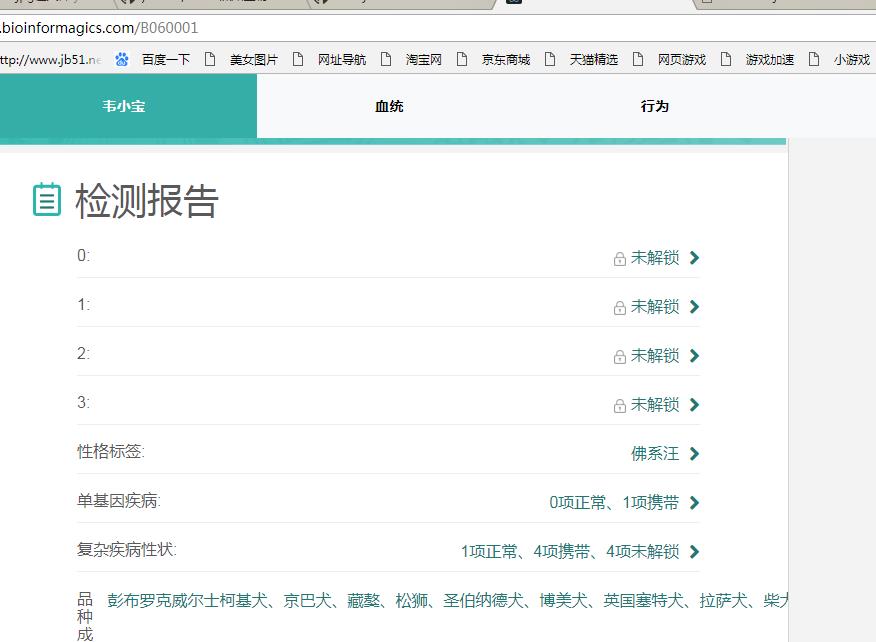 .bioinformagics.com/B060001
ttp://www.jb51.ne 百度一下 美女图片 网址导航 淘宝网 京东商城 天猫精选 网页游戏 游戏加速 小游戏
韦小宝 血统 行为
检测报告
0: 未解锁
1: 未解锁
2: 未解锁
3: 未解锁
性格标签: 佛系汪
单基因疾病: 0项正常、1项携带
复杂疾病性状: 1项正常、4项携带、4项未解锁
品种成 彭布罗克威尔士柯基犬、京巴犬、藏獒、松狮、圣伯纳德犬、博美犬、英国塞特犬、拉萨犬、柴犬